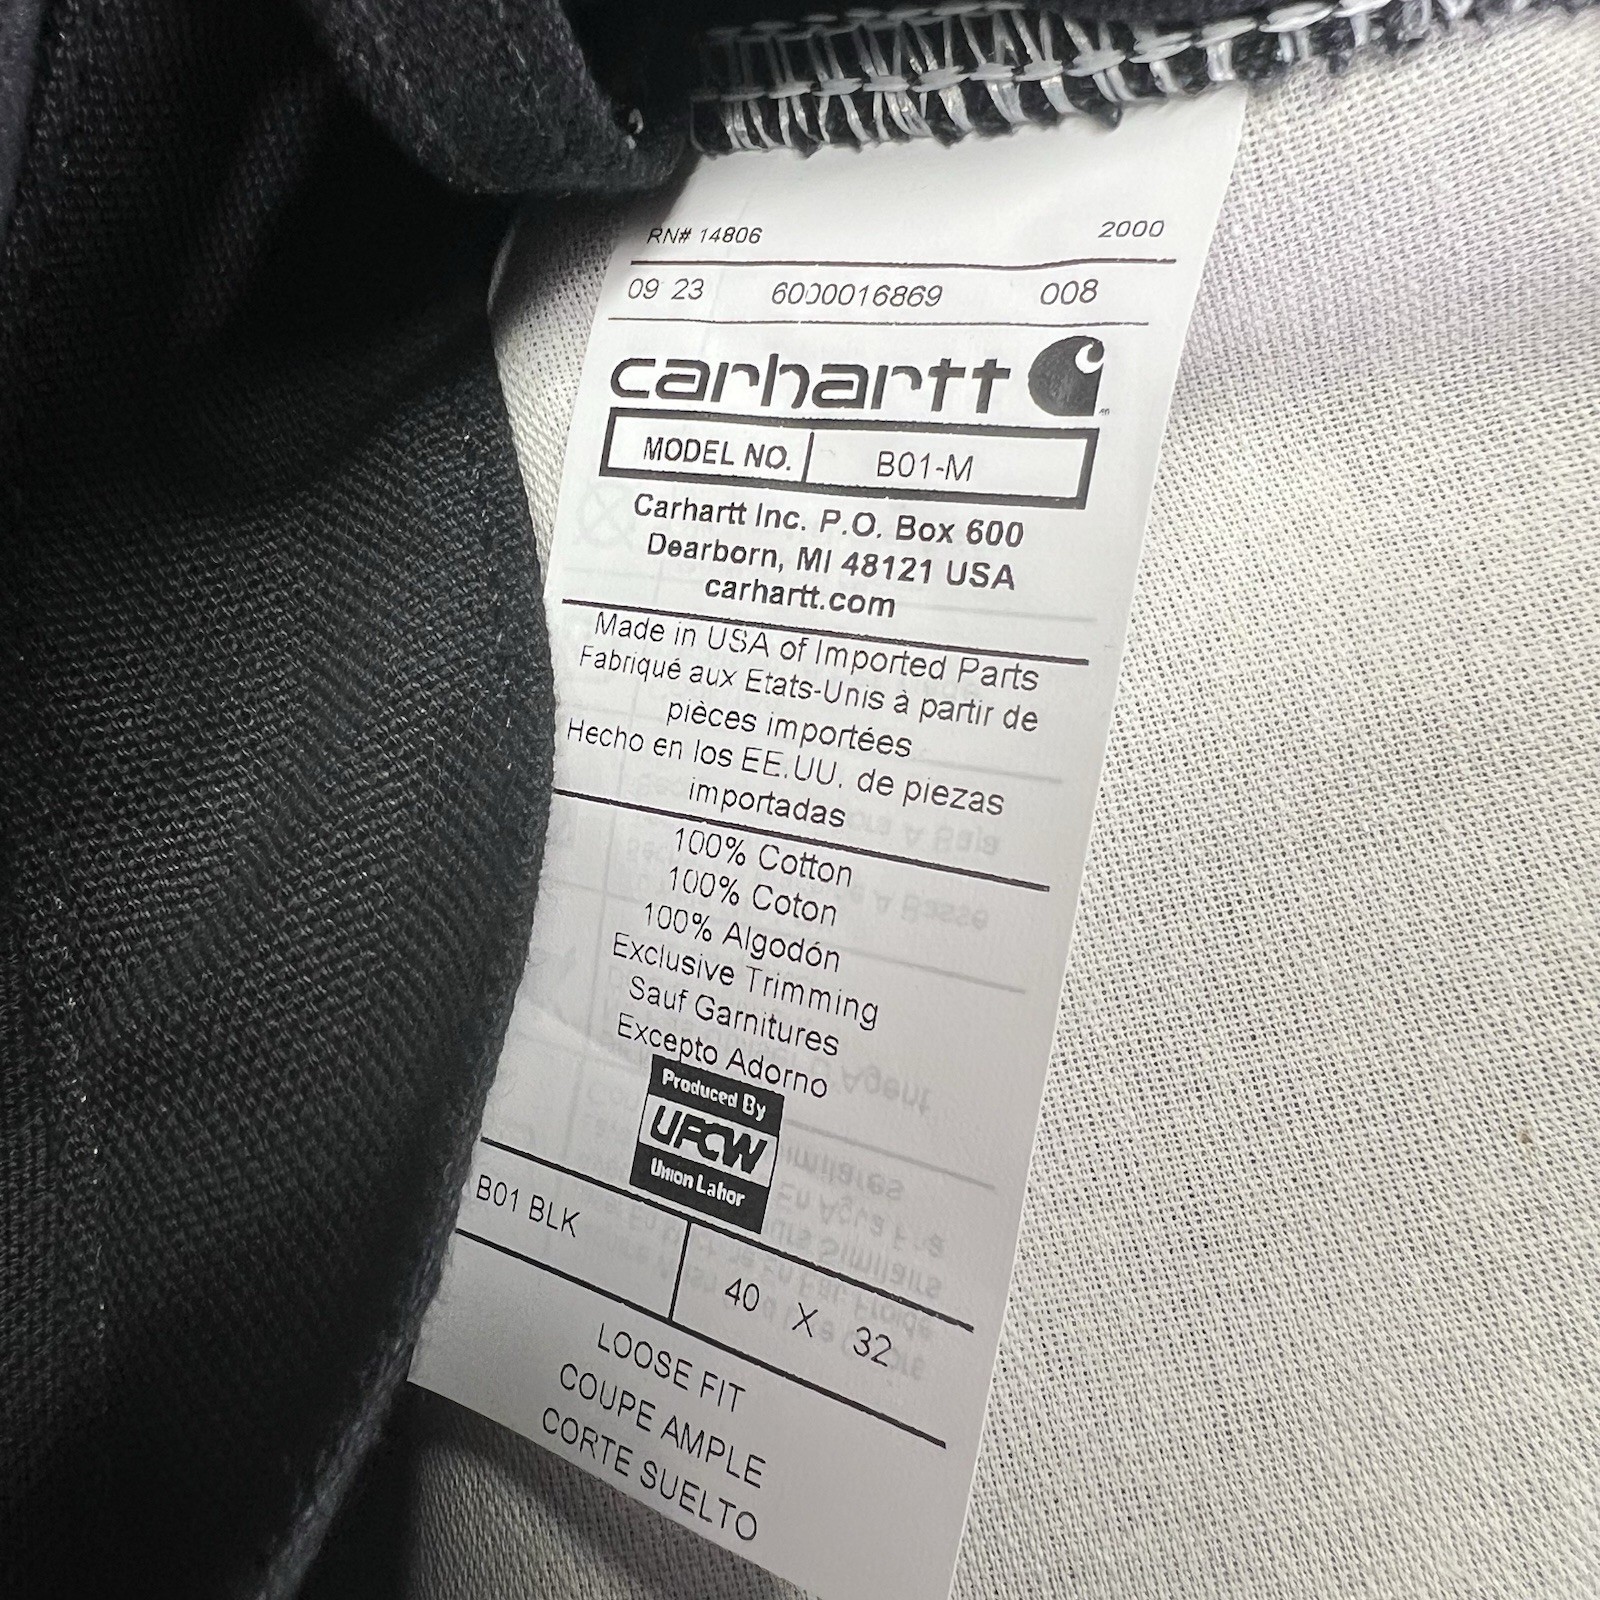 RN# 14806 2000
09 23 6000016869 008
carhartt
MODEL NO. B01-M
Carhartt Inc. P.O. Box 600
Dearborn, MI 48121 USA
carhartt.com
Made in USA of Imported Parts
Fabriqué aux Etats-Unis à partir de
pièces importées
Hecho en los EE.UU. de piezas
importadas
100% Cotton
100% Coton
100% Algodón
Exclusive Trimming
Sauf Garnitures
Excepto Adorno
Produced By
UFCW
Union Labor
B01 BLK 40 X 32
LOOSE FIT
COUPE AMPLE
CORTE SUELTO